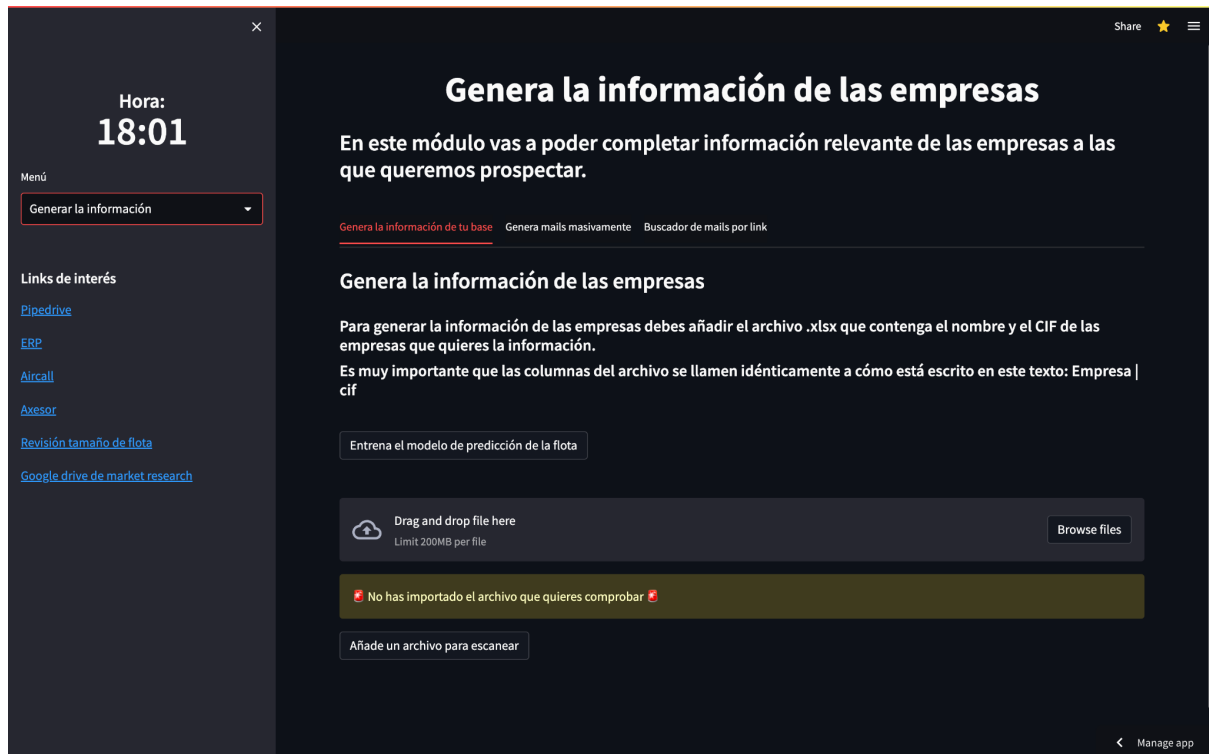 Share
Hora:
18:01
Menú
Generar la información
Links de interés
Pipedrive
ERP
Aircall
Axesor
Revisión tamaño de flota
Google drive de market research
Genera la información de las empresas
En este módulo vas a poder completar información relevante de las empresas a las
que queremos prospectar.
Genera la información de tu base Genera mails masivamente Buscador de mails por link
Genera la información de las empresas
Para generar la información de las empresas debes añadir el archivo .xlsx que contenga el nombre y el CIF de las
empresas que quieres la información.
Es muy importante que las columnas del archivo se llamen idénticamente a cómo está escrito en este texto: Empresa |
cif
Entrena el modelo de predicción de la flota
Drag and drop file here
Limit 200MB per file
Browse files
🚨 No has importado el archivo que quieres comprobar 🚨
Añade un archivo para escanear
Manage app